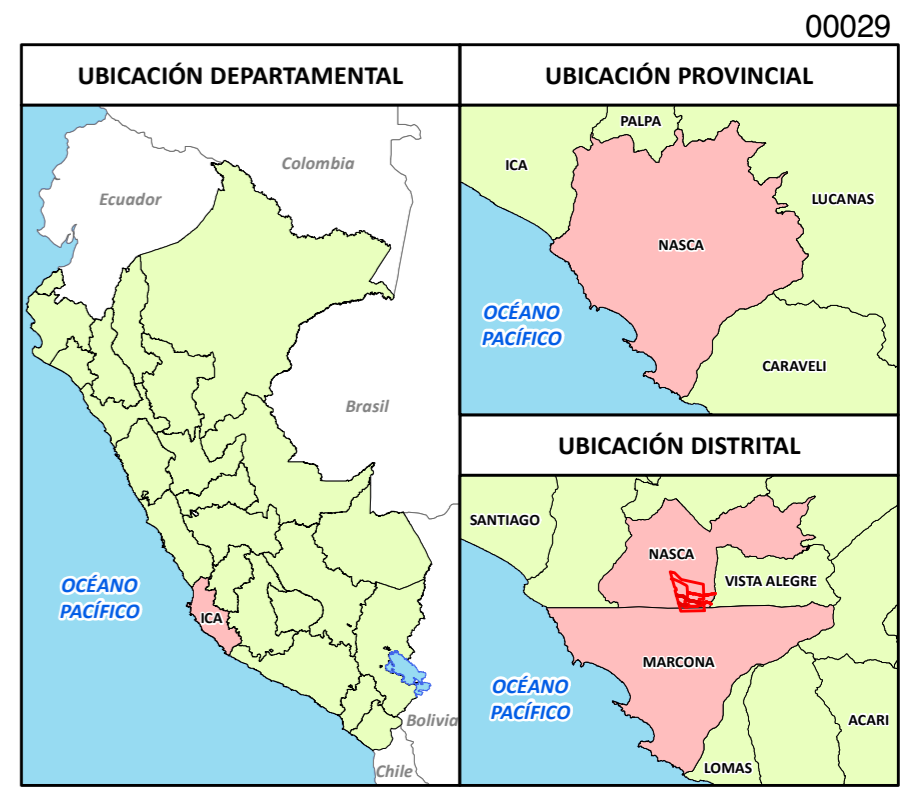 00029
UBICACIÓN DEPARTAMENTAL
Colombia
Ecuador
Brasil
OCÉANO
PACÍFICO
ICA
Bolivia
Chile
UBICACIÓN PROVINCIAL
PALPA
ICA
LUCANAS
NASCA
OCÉANO
PACÍFICO
CARAVELI
UBICACIÓN DISTRITAL
SANTIAGO
NASCA
VISTA ALEGRE
MARCONA
OCÉANO
PACÍFICO
ACARI
LOMAS